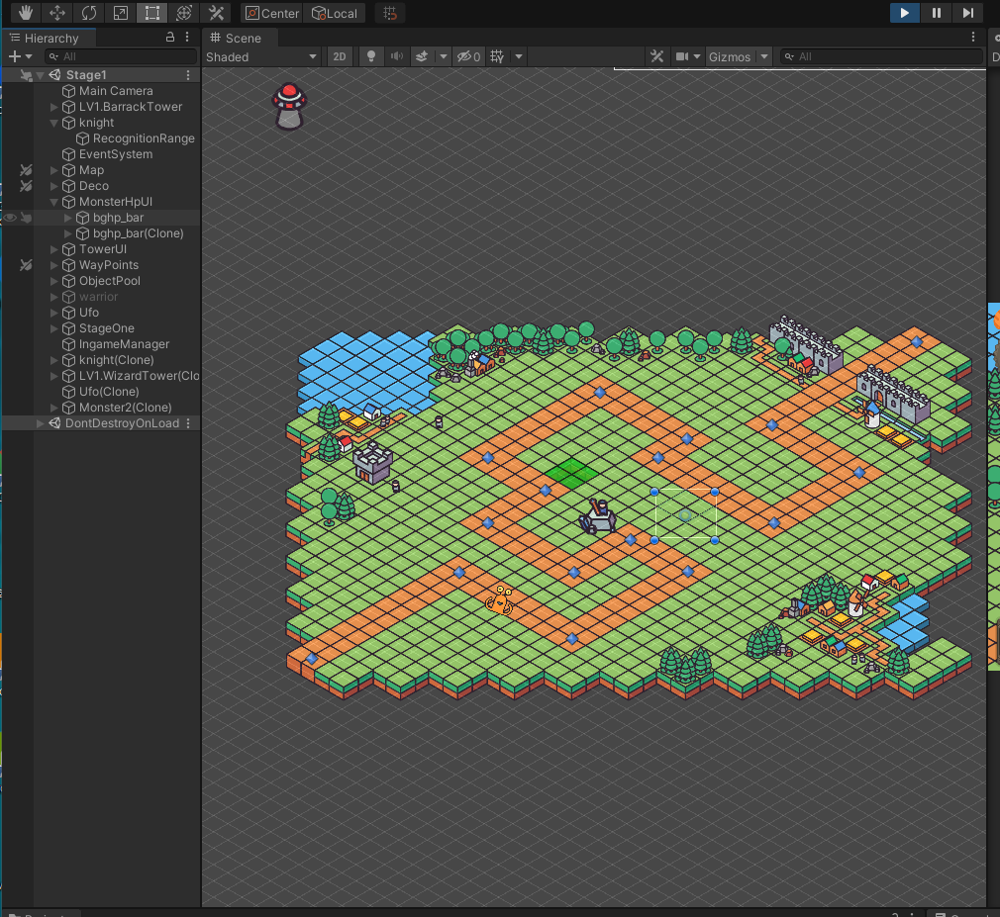 Center Local
Hierarchy
Scene
All
Shaded
2D
0
Gizmos
All
Stage1
Main Camera
LV1.BarrackTower
knight
RecognitionRange
EventSystem
Map
Deco
MonsterHpUI
bghp_bar
bghp_bar(Clone)
TowerUI
WayPoints
ObjectPool
warrior
Ufo
StageOne
IngameManager
knight(Clone)
LV1.WizardTower(Clo
Ufo(Clone)
Monster2(Clone)
DontDestroyOnLoad